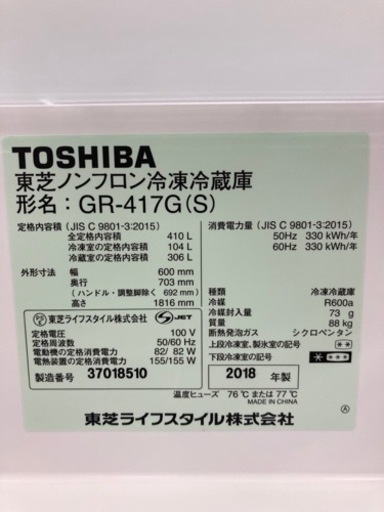 TOSHIBA
東芝ノンフロン冷凍冷蔵庫
形名：GR-417G(S)
定格内容積 (JIS C 9801-3:2015)
全定格内容積 410 L
冷凍室の定格内容積 104 L
冷蔵室の定格内容積 306 L
外形寸法 幅 600 mm
奥行 703 mm
(ハンドル・調整脚除く 692 mm)
高さ 1816 mm
消費電力量 (JIS C 9801-3:2015)
50Hz 330 kWh/年
60Hz 330 kWh/年
種類 冷凍冷蔵庫
冷媒 R600a
冷媒封入量 73 g
質量 88 kg
断熱発泡ガス シクロペンタン
上段冷凍室、製氷室の記号 **
下段冷凍室の記号 ****
東芝ライフスタイル株式会社 S JET
定格電圧 100 V
定格周波数 50/60 Hz
電動機の定格消費電力 82/ 82 W
電熱装置の定格消費電力 155/155 W
製造番号 37018510
2018 年製
温度ヒューズ 76℃ または 77℃
MADE IN CHINA
東芝ライフスタイル株式会社
Ⓐ